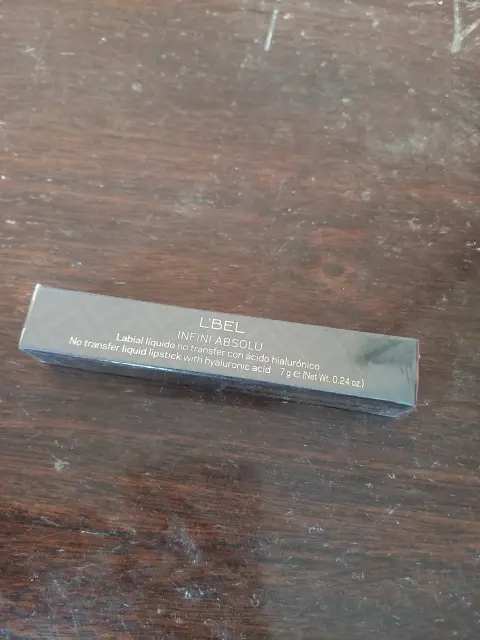 L'BEL
INFINI ABSOLU
Labial líquido no transfer con ácido hialurónico
No transfer liquid lipstick with hyaluronic acid 7 g e (Net Wt. 0.24 oz.)